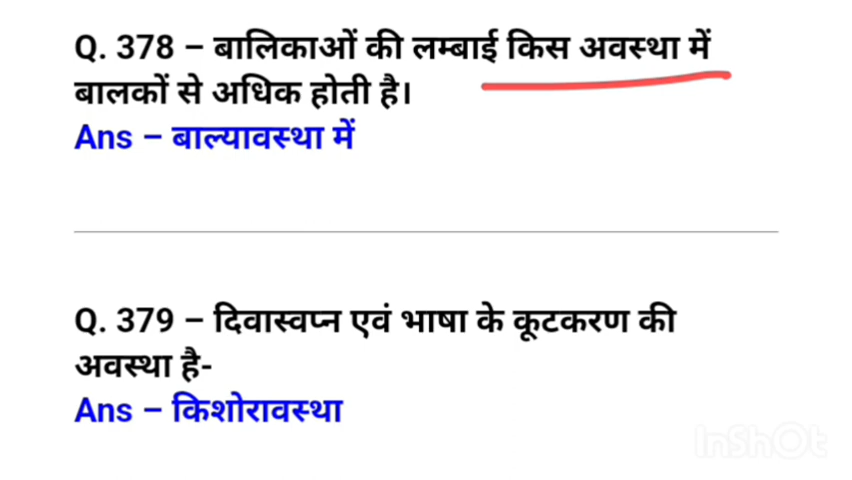 Q. 378 – बालिकाओं की लम्बाई किस अवस्था में
बालकों से अधिक होती है।
Ans – बाल्यावस्था में
Q. 379 – दिवास्वप्न एवं भाषा के कूटकरण की
अवस्था है-
Ans – किशोरावस्था
InShOt